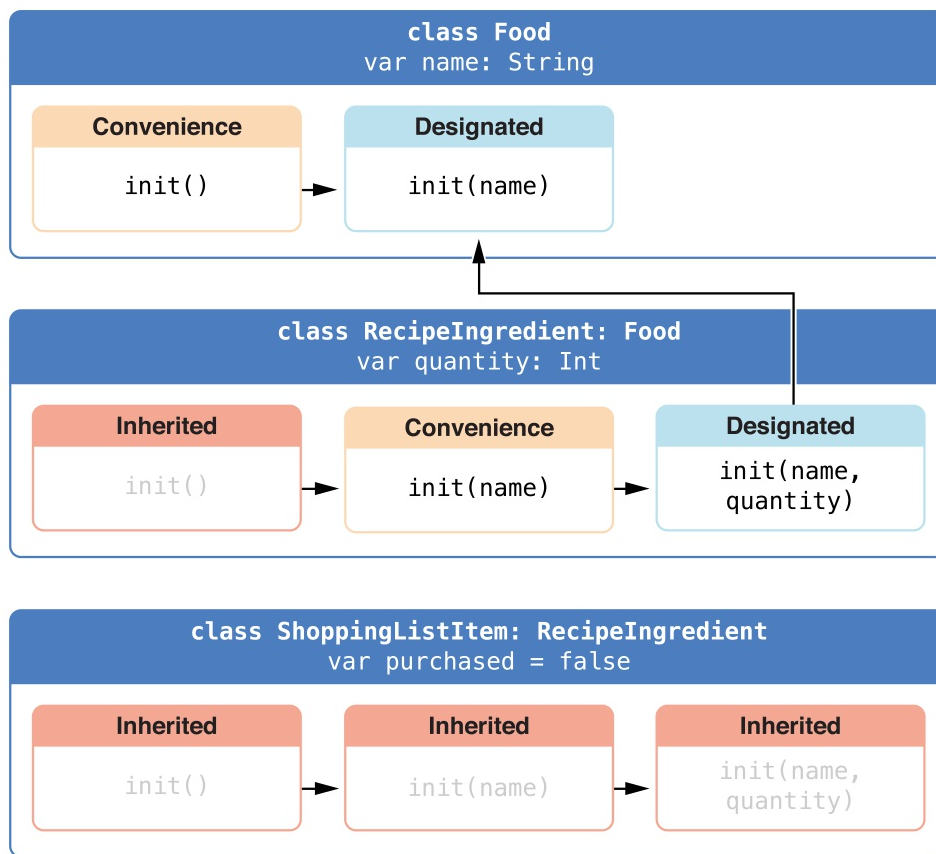 class Food
var name: String
Convenience
Designated
init()
init(name)
class RecipeIngredient: Food
var quantity: Int
Inherited
Convenience
Designated
init()
init(name)
init(name,
quantity)
class ShoppingListItem: RecipeIngredient
var purchased = false
Inherited
Inherited
Inherited
init()
init(name)
init(name,
quantity)